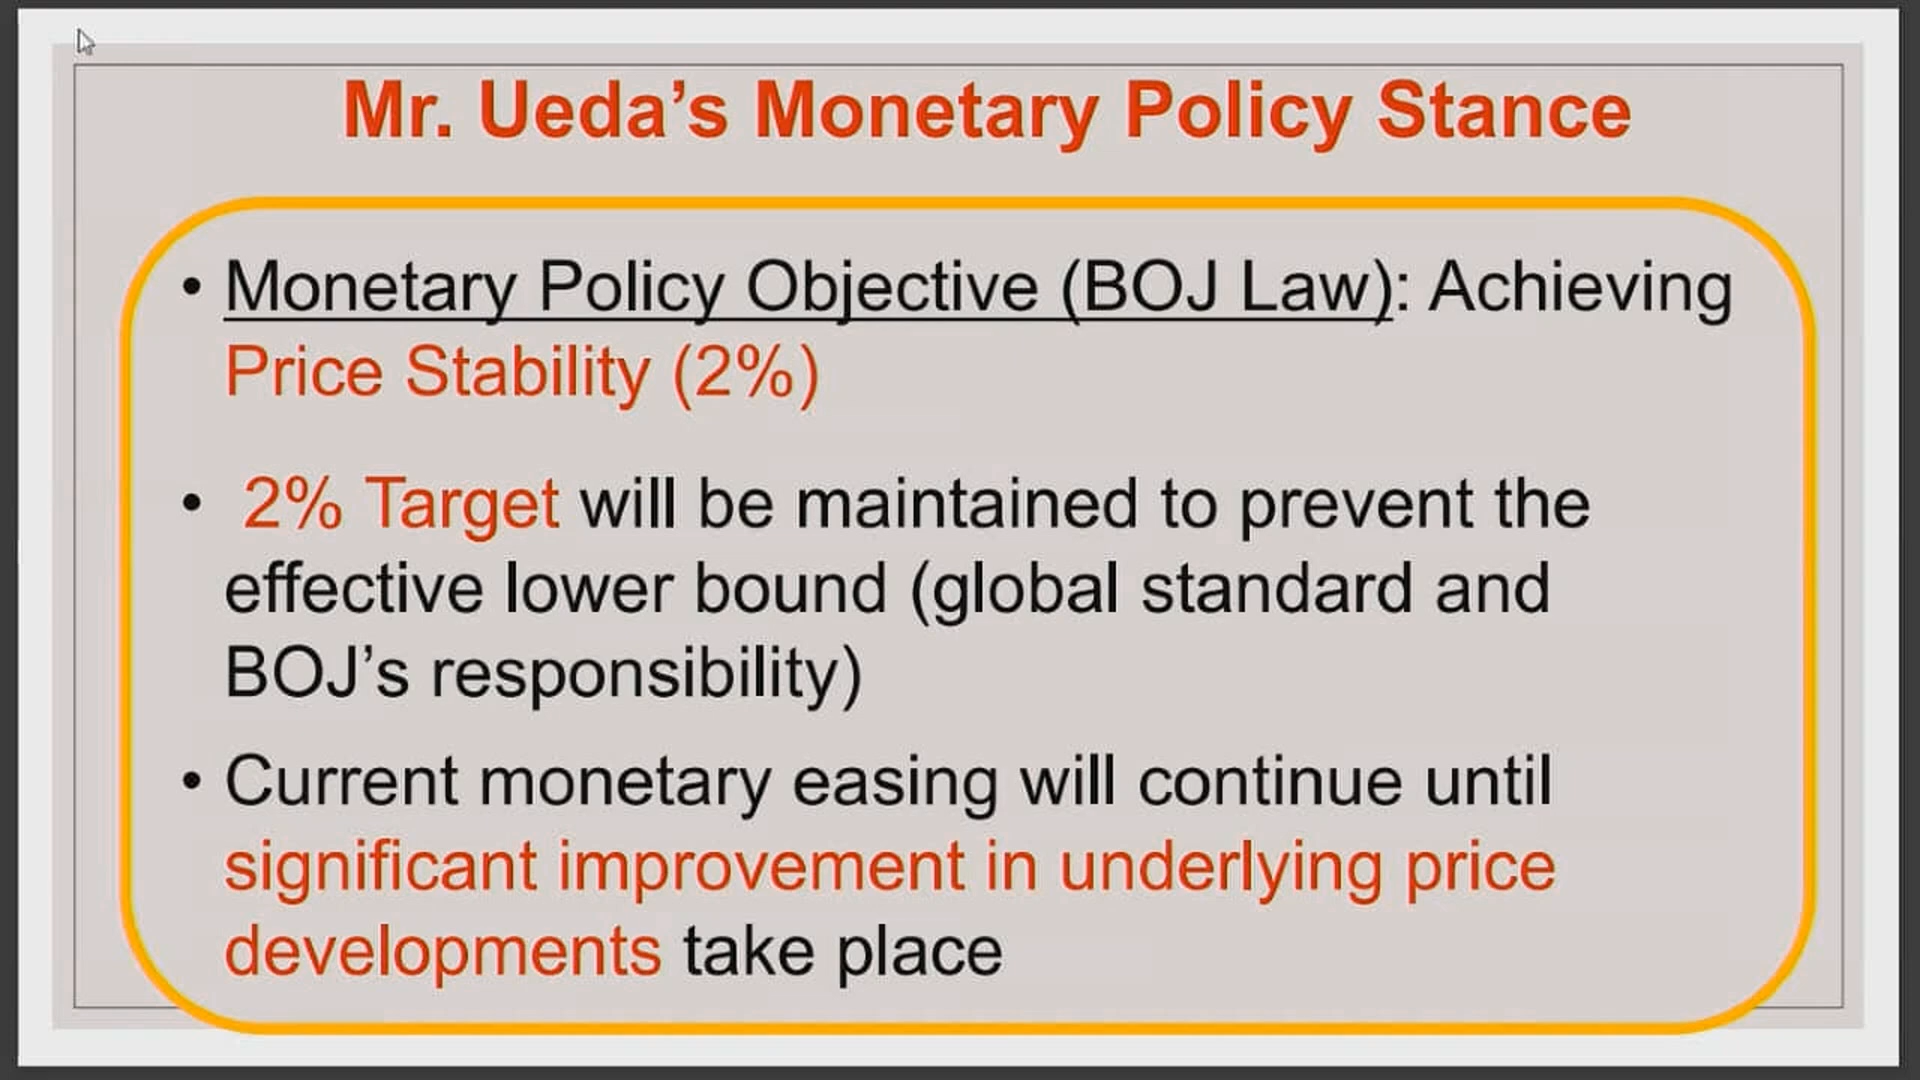 Mr. Ueda’s Monetary Policy Stance
• Monetary Policy Objective (BOJ Law): Achieving
Price Stability (2%)
• 2% Target will be maintained to prevent the
effective lower bound (global standard and
BOJ’s responsibility)
• Current monetary easing will continue until
significant improvement in underlying price
developments take place